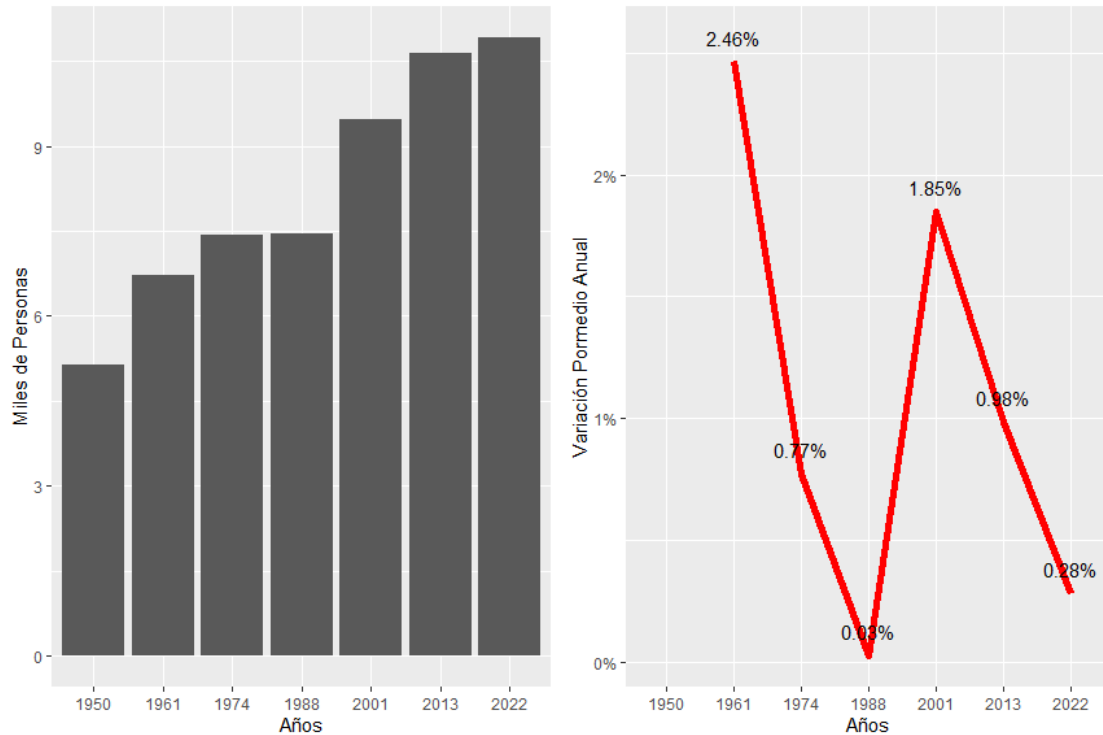 Miles de Personas
9
6
3
0
1950 1961 1974 1988 2001 2013 2022
Años
Variación Pormedio Anual
2%
1%
0%
2.46%
0.77%
0.03%
1.85%
0.98%
0.28%
1950 1961 1974 1988 2001 2013 2022
Años